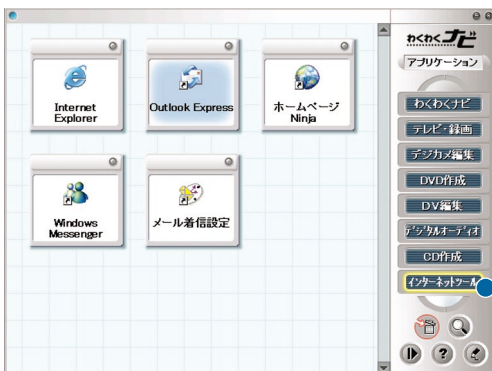 わくわくナビ
アプリケーション
Internet
Explorer
Outlook Express
ホームページ
Ninja
Windows
Messenger
メール着信設定
わくわくナビ
テレビ・録画
デジカメ編集
DVD作成
DV編集
デジタルオーディオ
CD作成
インターネットツール
?